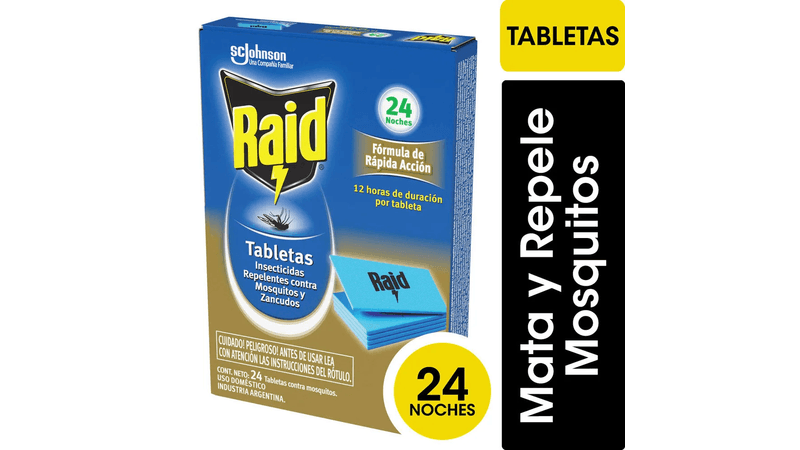 SCJohnson
Una Compañía Familiar
Raid
24
Noches
Fórmula de
Rápida Acción
12 horas de duración
por tableta
Tabletas
Insecticidas
Repelentes contra
Mosquitos y
Zancudos
Raid
CUIDADO! PELIGROSO! ANTES DE USAR LEA
CON ATENCIÓN LAS INSTRUCCIONES DEL RÓTULO.
CONT. NETO: 24 Tabletas contra mosquitos.
USO DOMÉSTICO
INDUSTRIA ARGENTINA.
24
NOCHES
TABLETAS
Mata y Repele
Mosquitos